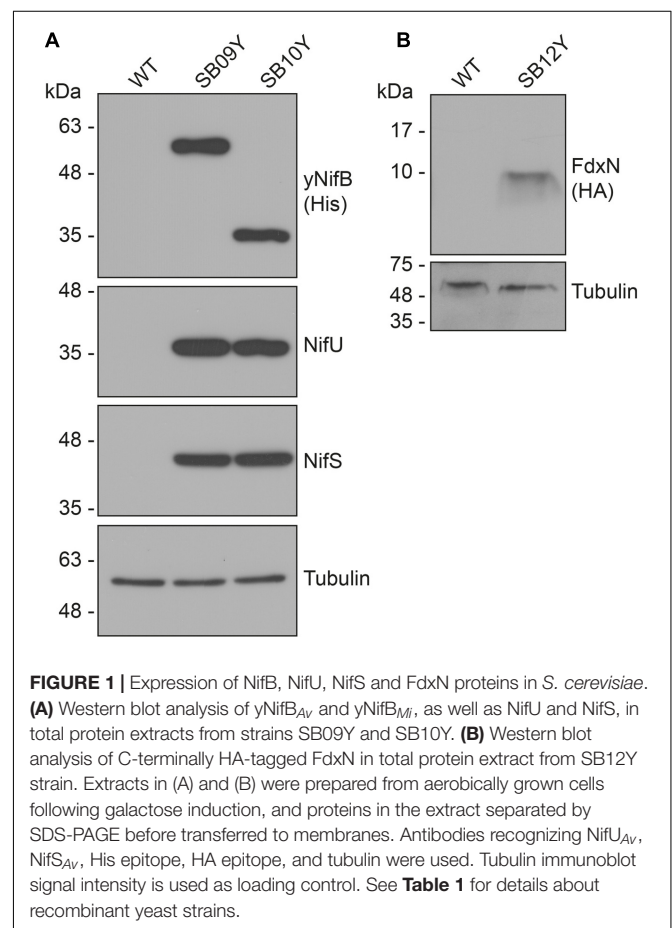 A
WT
SB09Y
SB10Y
kDa
63 -
48 -
35 -
yNifB
(His)
48 -
35 -
NifU
48 -
35 -
NifS
63 -
48 -
Tubulin
B
WT
SB12Y
kDa
17 -
10 -
FdxN
(HA)
75 -
48 -
35 -
Tubulin
FIGURE 1 | Expression of NifB, NifU, NifS and FdxN proteins in S. cerevisiae.
(A) Western blot analysis of yNifBAv and yNifBMi, as well as NifU and NifS, in
total protein extracts from strains SB09Y and SB10Y. (B) Western blot
analysis of C-terminally HA-tagged FdxN in total protein extract from SB12Y
strain. Extracts in (A) and (B) were prepared from aerobically grown cells
following galactose induction, and proteins in the extract separated by
SDS-PAGE before transferred to membranes. Antibodies recognizing NifUAv,
NifSAv, His epitope, HA epitope, and tubulin were used. Tubulin immunoblot
signal intensity is used as loading control. See Table 1 for details about
recombinant yeast strains.